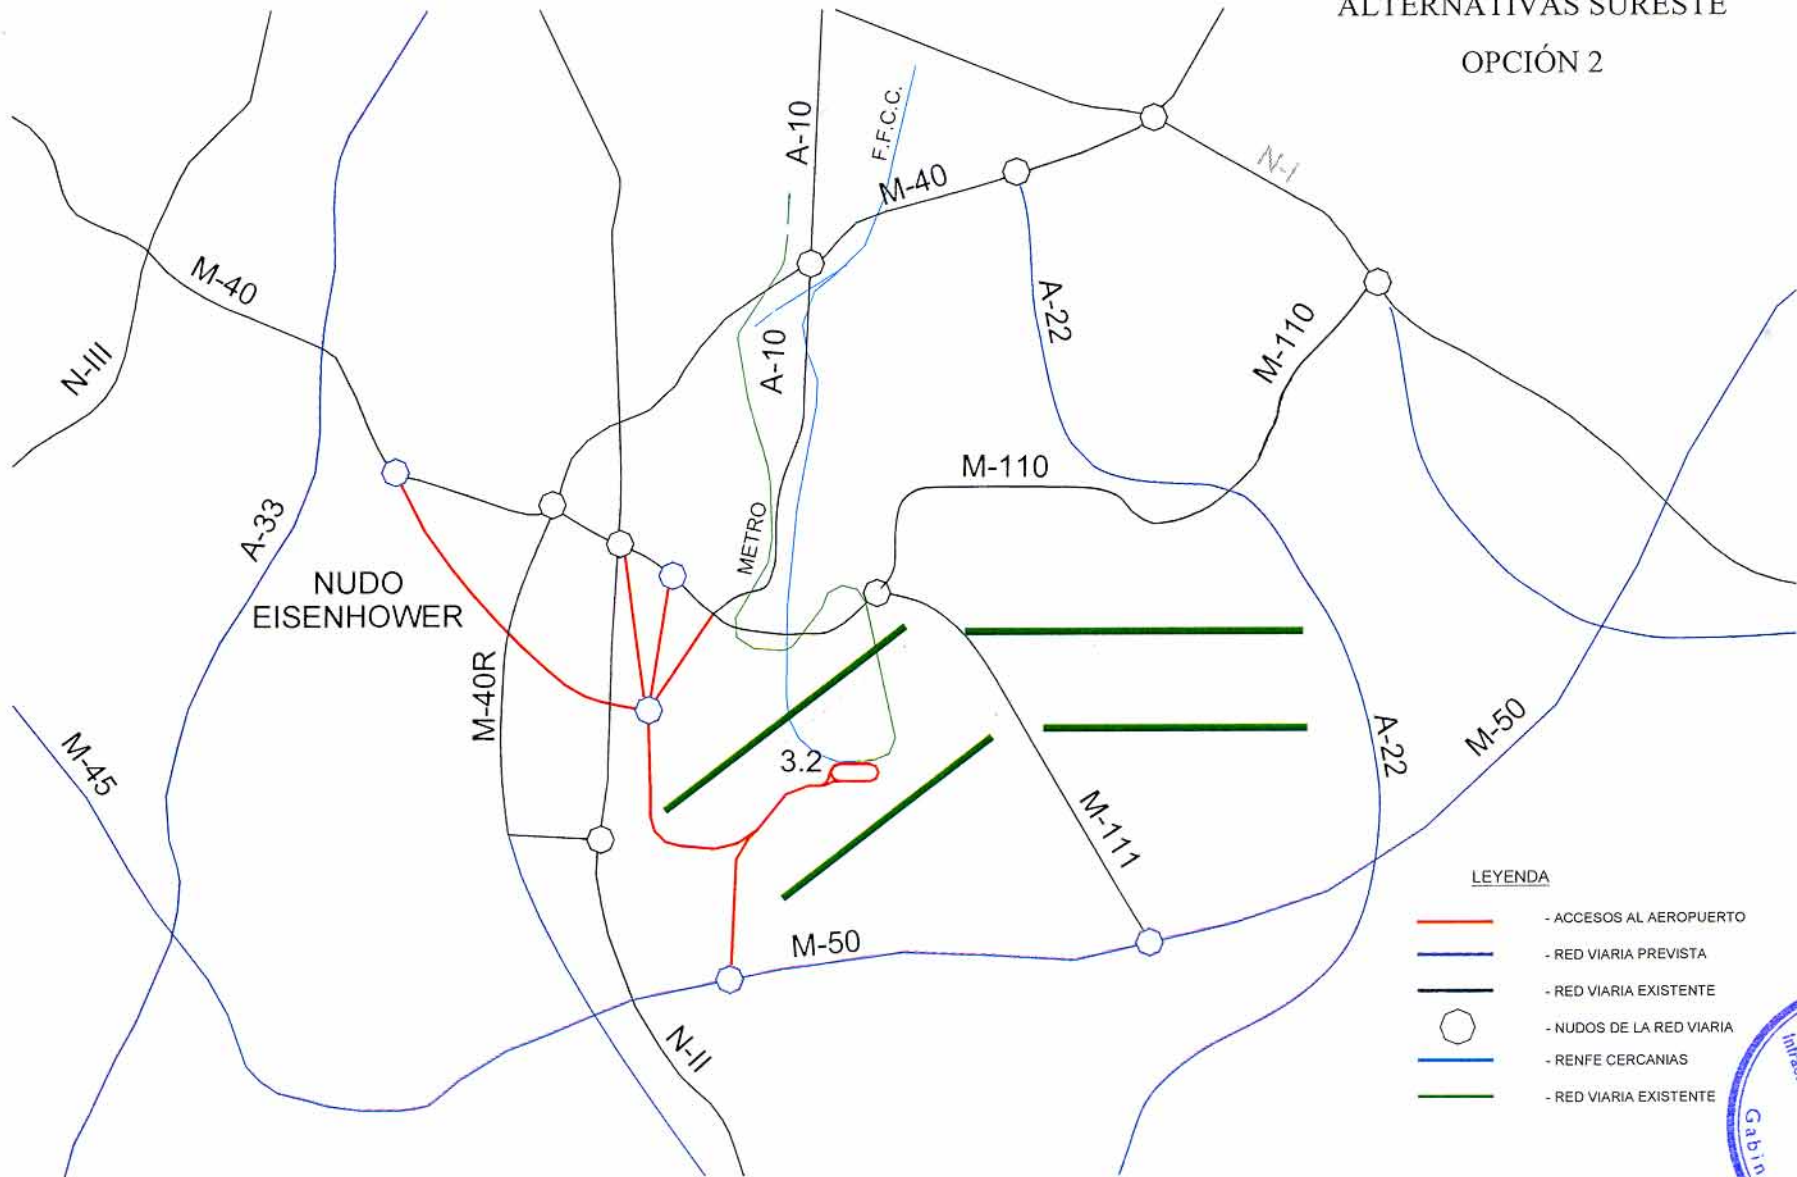 ALTERNATIVAS SURESTE
OPCIÓN 2
A-10
F.F.C.C.
M-40
N-I
M-40
A-22
M-110
N-III
A-10
M-110
A-33
METRO
NUDO
EISENHOWER
M-40R
M-45
3.2
A-22
M-50
M-111
M-50
N-II
LEYENDA
- ACCESOS AL AEROPUERTO
- RED VIARIA PREVISTA
- RED VIARIA EXISTENTE
- NUDOS DE LA RED VIARIA
- RENFE CERCANIAS
- RED VIARIA EXISTENTE
Gabin